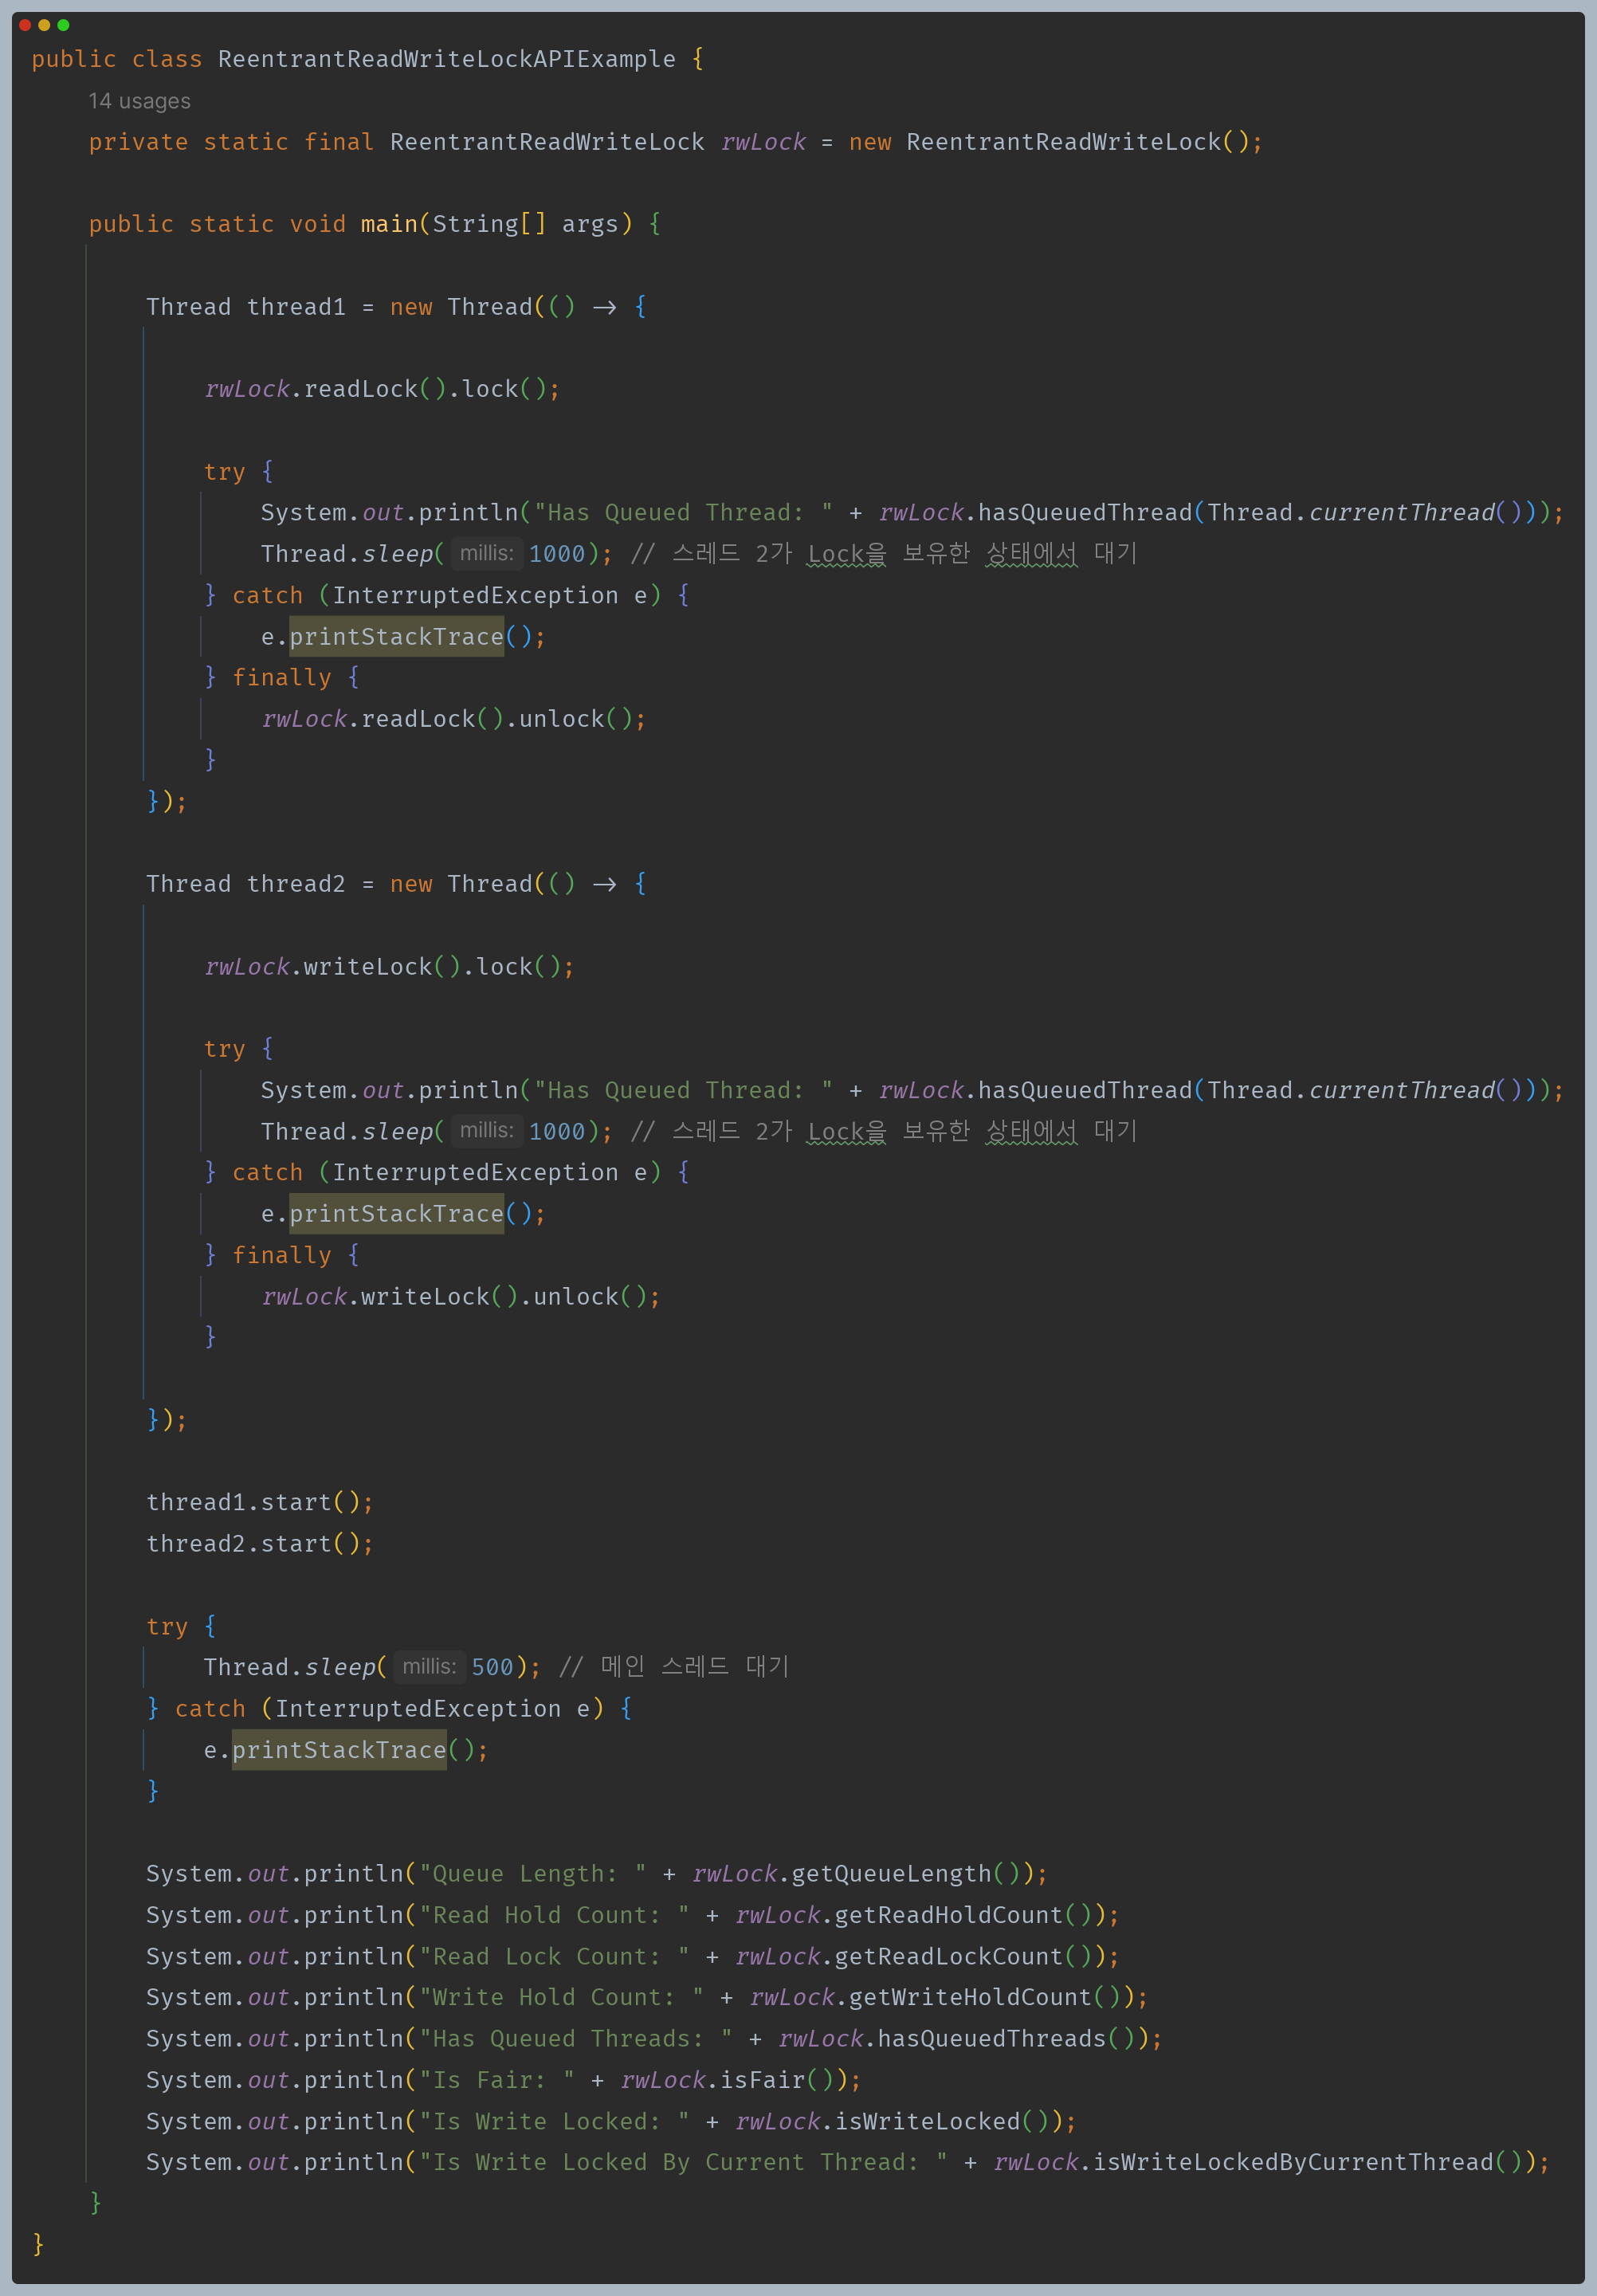 public class ReentrantReadWriteLockAPIExample {
14 usages
private static final ReentrantReadWriteLock rwLock = new ReentrantReadWriteLock();
public static void main(String[] args) {
Thread thread1 = new Thread(() -> {
rwLock.readLock().lock();
try {
System.out.println("Has Queued Thread: " + rwLock.hasQueuedThread(Thread.currentThread()));
Thread.sleep( millis: 1000); // 스레드 2가 Lock을 보유한 상태에서 대기
} catch (InterruptedException e) {
e.printStackTrace();
} finally {
rwLock.readLock().unlock();
}
});
Thread thread2 = new Thread(() -> {
rwLock.writeLock().lock();
try {
System.out.println("Has Queued Thread: " + rwLock.hasQueuedThread(Thread.currentThread()));
Thread.sleep( millis: 1000); // 스레드 2가 Lock을 보유한 상태에서 대기
} catch (InterruptedException e) {
e.printStackTrace();
} finally {
rwLock.writeLock().unlock();
}
});
thread1.start();
thread2.start();
try {
Thread.sleep( millis: 500); // 메인 스레드 대기
} catch (InterruptedException e) {
e.printStackTrace();
}
System.out.println("Queue Length: " + rwLock.getQueueLength());
System.out.println("Read Hold Count: " + rwLock.getReadHoldCount());
System.out.println("Read Lock Count: " + rwLock.getReadLockCount());
System.out.println("Write Hold Count: " + rwLock.getWriteHoldCount());
System.out.println("Has Queued Threads: " + rwLock.hasQueuedThreads());
System.out.println("Is Fair: " + rwLock.isFair());
System.out.println("Is Write Locked: " + rwLock.isWriteLocked());
System.out.println("Is Write Locked By Current Thread: " + rwLock.isWriteLockedByCurrentThread());
}
}